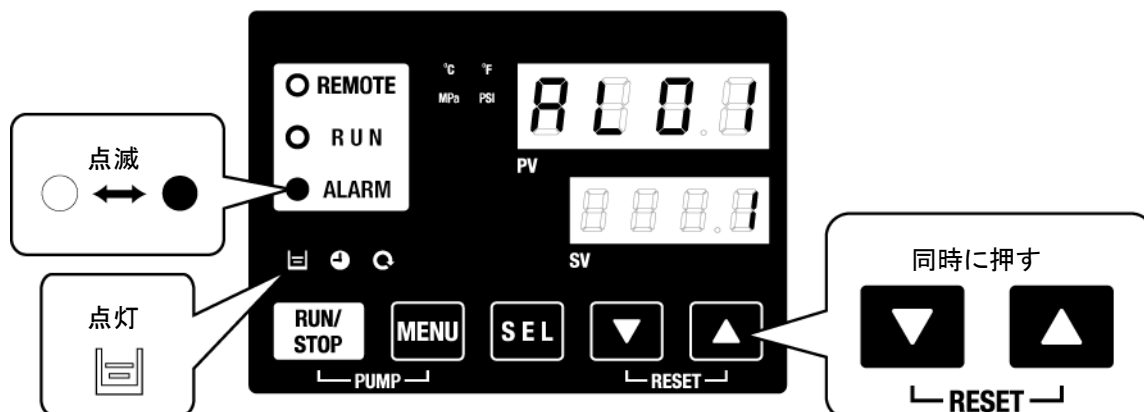 REMOTE
RUN
ALARM
°C °F
MPa PSI
AL01
PV
1
SV
RUN/
STOP
MENU
SEL
PUMP
RESET
点滅
点灯
同時に押す
RESET